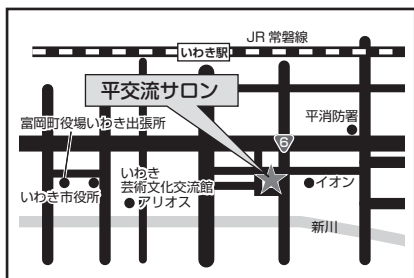 JR 常磐線
いわき駅
平交流サロン
富岡町役場いわき出張所
平消防署
6
いわき
芸術文化交流館
アリオス
いわき市役所
イオン
新川